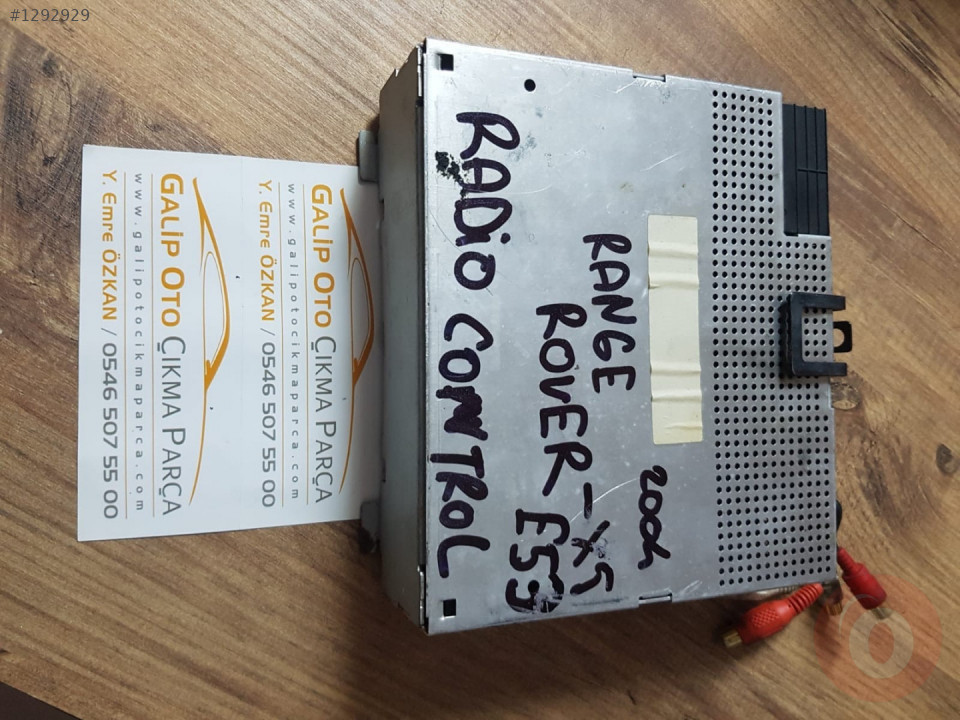 #1292929
RADiO CONTROL
RANGE
ROVER - X5
E53
GALİP OTO ÇIKMA PARÇA
www.galipotocikmaparca.com
Y. Emre ÖZKAN / 0546 507 55 00
GALİP OTO ÇIKMA PARÇA
www.galipotocikmaparca.com
Y. Emre ÖZKAN / 0546 507 55 00